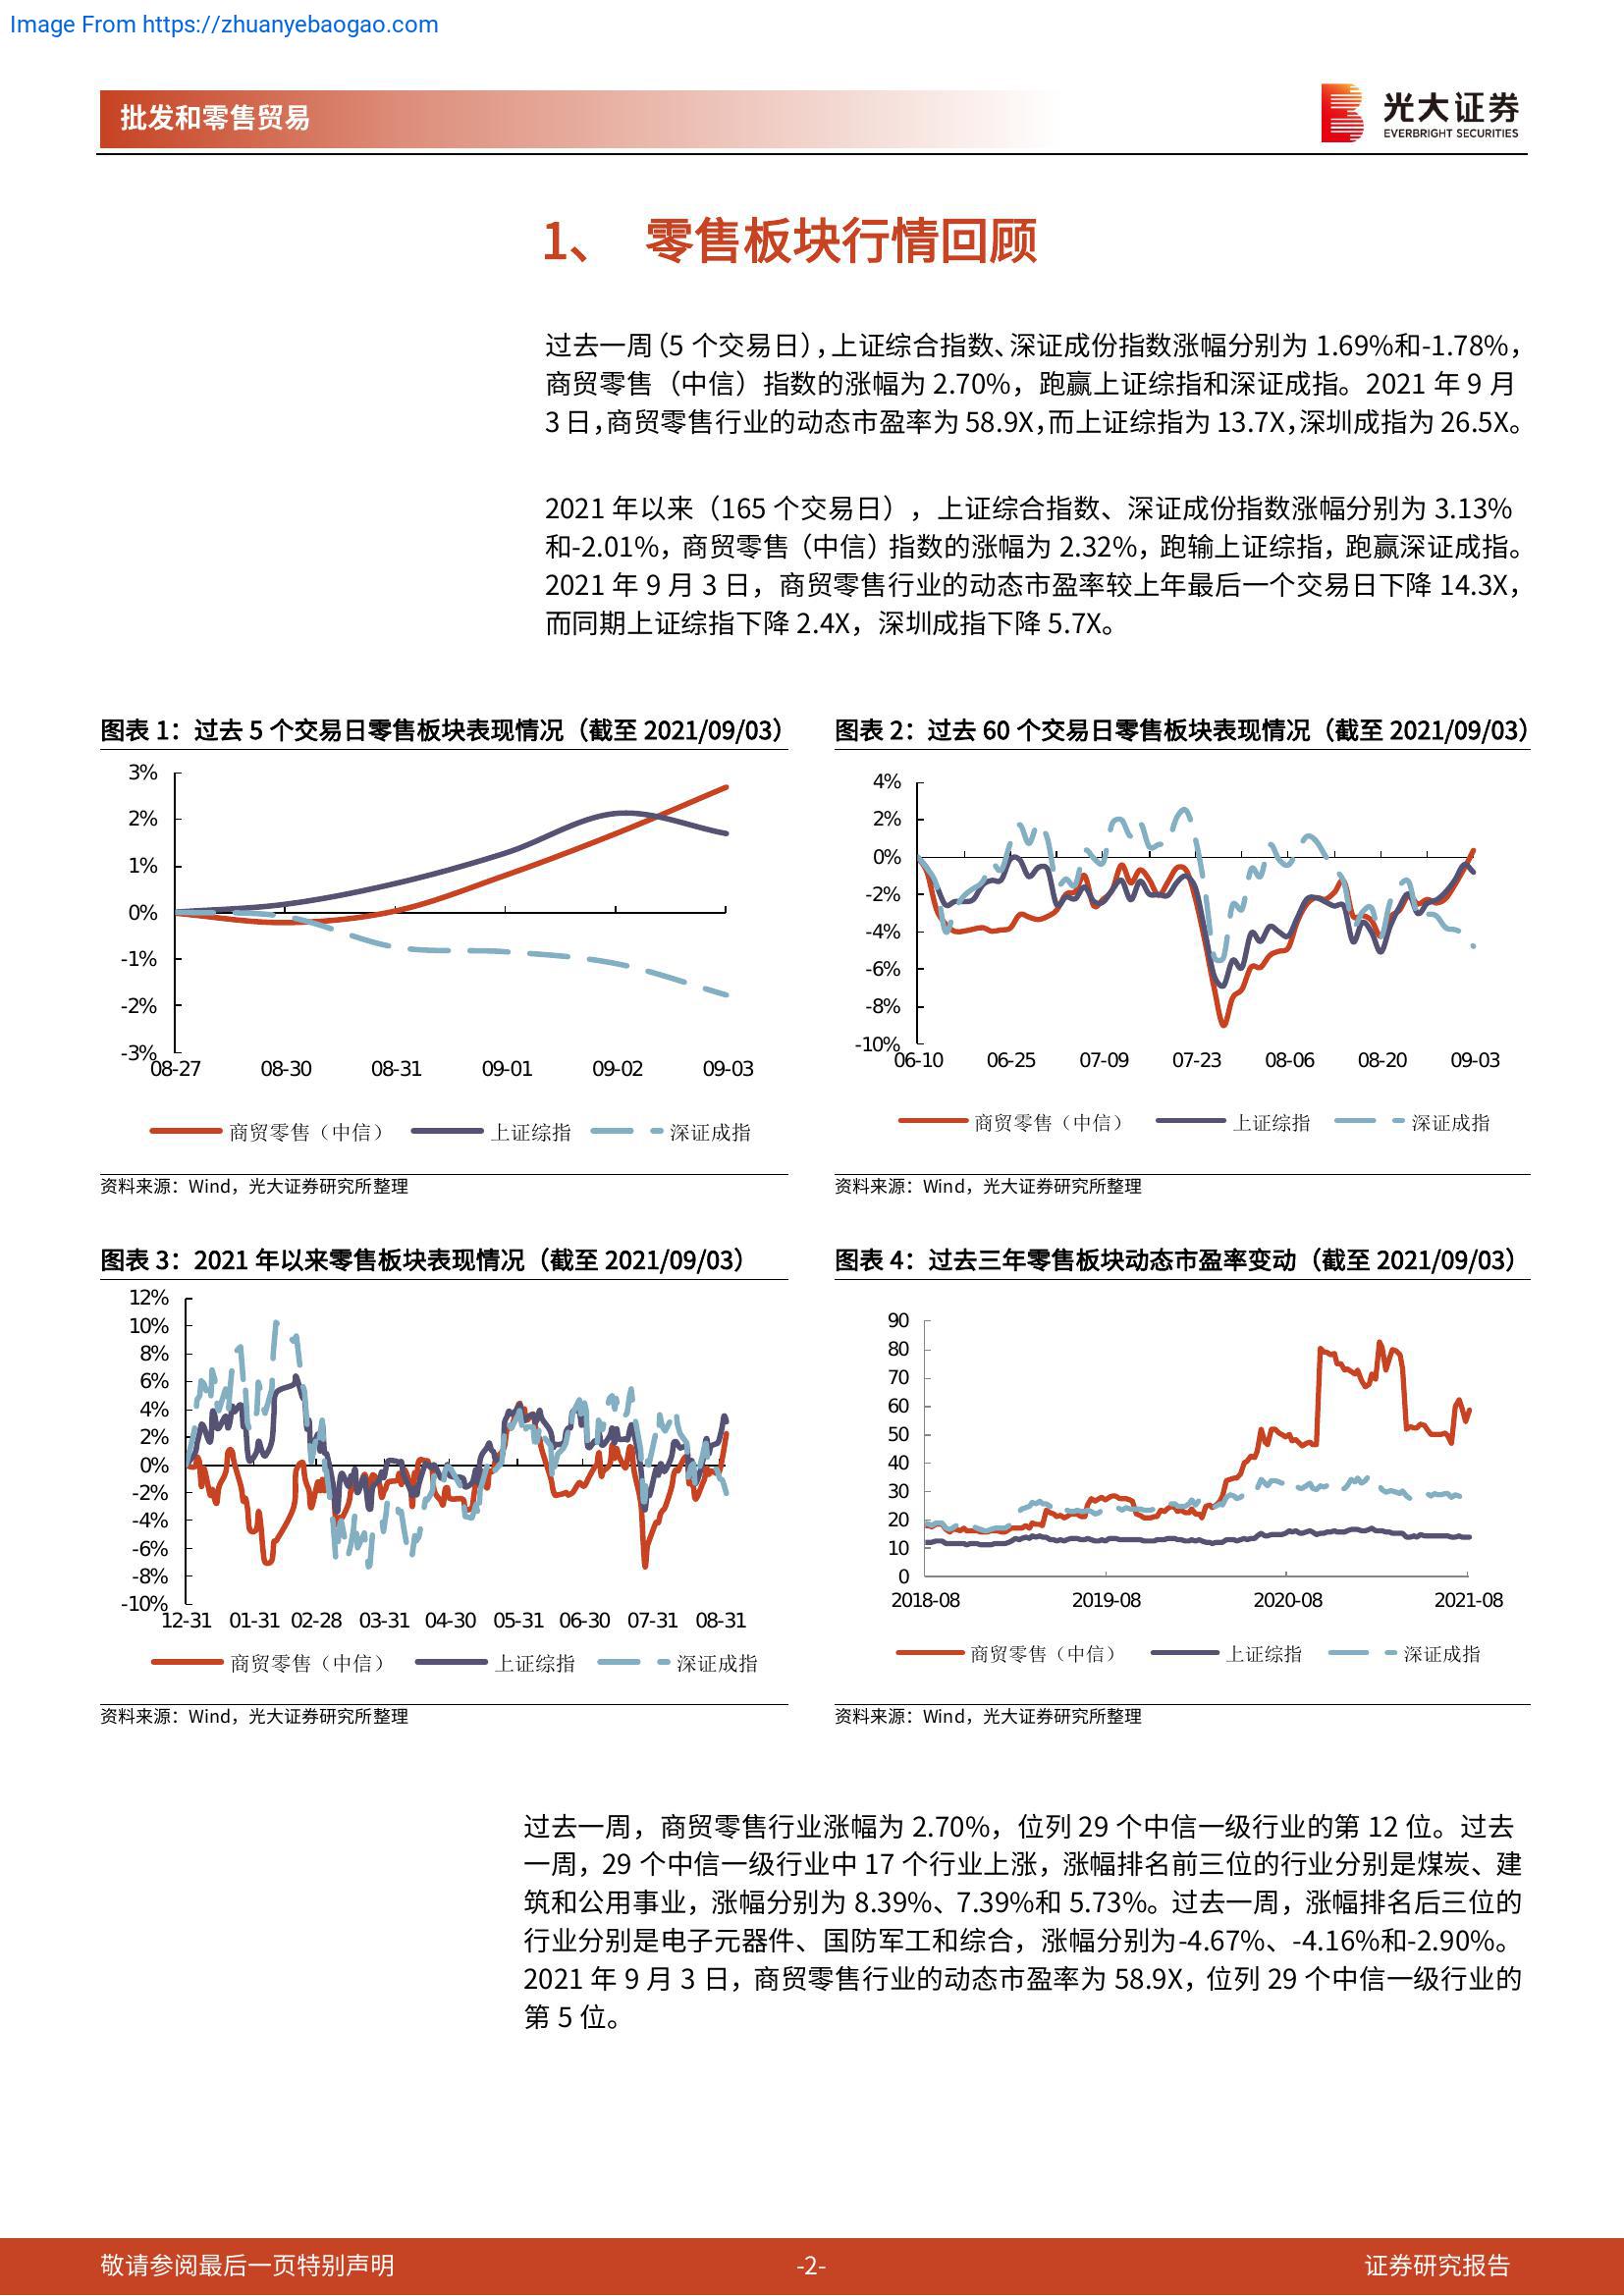 Image From https://zhuanyebaogao.com
批发和零售贸易
光大证券
EVERBRIGHT SECURITIES
1、 零售板块行情回顾
过去一周（5 个交易日），上证综合指数、深证成份指数涨幅分别为 1.69%和-1.78%，
商贸零售（中信）指数的涨幅为 2.70%，跑赢上证综指和深证成指。2021 年 9 月
3 日，商贸零售行业的动态市盈率为 58.9X，而上证综指为 13.7X，深圳成指为 26.5X。
2021 年以来（165 个交易日），上证综合指数、深证成份指数涨幅分别为 3.13%
和-2.01%，商贸零售（中信）指数的涨幅为 2.32%，跑输上证综指，跑赢深证成指。
2021 年 9 月 3 日，商贸零售行业的动态市盈率较上年最后一个交易日下降 14.3X，
而同期上证综指下降 2.4X，深圳成指下降 5.7X。
图表 1：过去 5 个交易日零售板块表现情况（截至 2021/09/03）
3%
2%
1%
0%
-1%
-2%
-3%
08-27 08-30 08-31 09-01 09-02 09-03
商贸零售（中信） 上证综指 深证成指
资料来源：Wind，光大证券研究所整理
图表 2：过去 60 个交易日零售板块表现情况（截至 2021/09/03）
4%
2%
0%
-2%
-4%
-6%
-8%
-10%
06-10 06-25 07-09 07-23 08-06 08-20 09-03
商贸零售（中信） 上证综指 深证成指
资料来源：Wind，光大证券研究所整理
图表 3：2021 年以来零售板块表现情况（截至 2021/09/03）
12%
10%
8%
6%
4%
2%
0%
-2%
-4%
-6%
-8%
-10%
12-31 01-31 02-28 03-31 04-30 05-31 06-30 07-31 08-31
商贸零售（中信） 上证综指 深证成指
资料来源：Wind，光大证券研究所整理
图表 4：过去三年零售板块动态市盈率变动（截至 2021/09/03）
90
80
70
60
50
40
30
20
10
0
2018-08 2019-08 2020-08 2021-08
商贸零售（中信） 上证综指 深证成指
资料来源：Wind，光大证券研究所整理
过去一周，商贸零售行业涨幅为 2.70%，位列 29 个中信一级行业的第 12 位。过去
一周，29 个中信一级行业中 17 个行业上涨，涨幅排名前三位的行业分别是煤炭、建
筑和公用事业，涨幅分别为 8.39%、7.39%和 5.73%。过去一周，涨幅排名后三位的
行业分别是电子元器件、国防军工和综合，涨幅分别为-4.67%、-4.16%和-2.90%。
2021 年 9 月 3 日，商贸零售行业的动态市盈率为 58.9X，位列 29 个中信一级行业的
第 5 位。
敬请参阅最后一页特别声明
-2-
证券研究报告